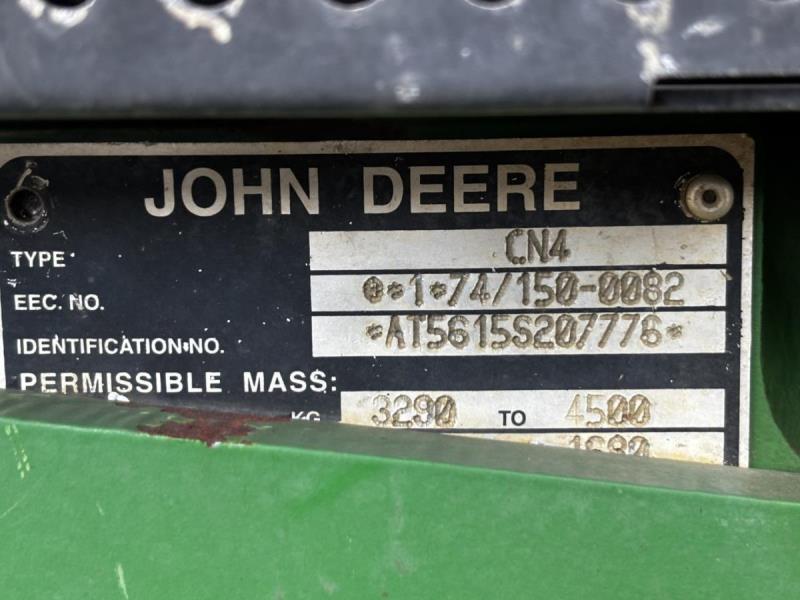 JOHN DEERE
TYPE CN4
EEC. NO. *1*74/150-0082
IDENTIFICATION NO. *AT5615S207776*
PERMISSIBLE MASS:
KG 3290 TO 4500